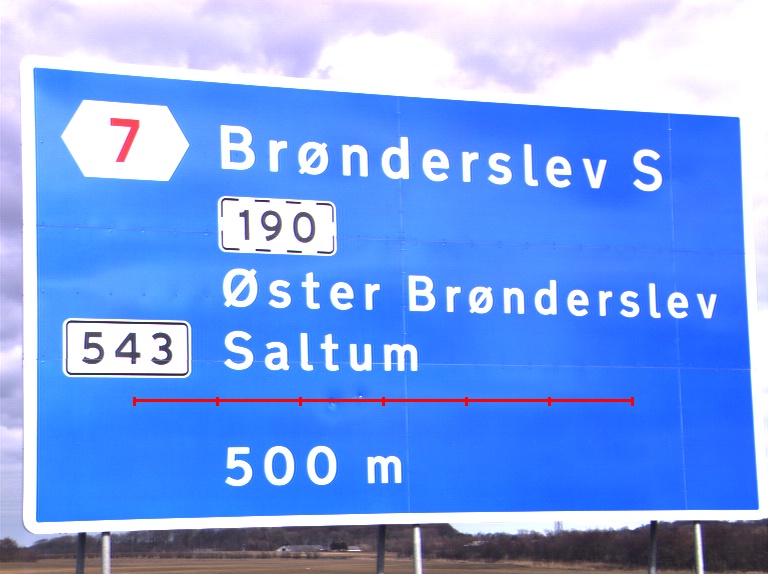 7 Brønderslev S
190
Øster Brønderslev
543 Saltum
500 m